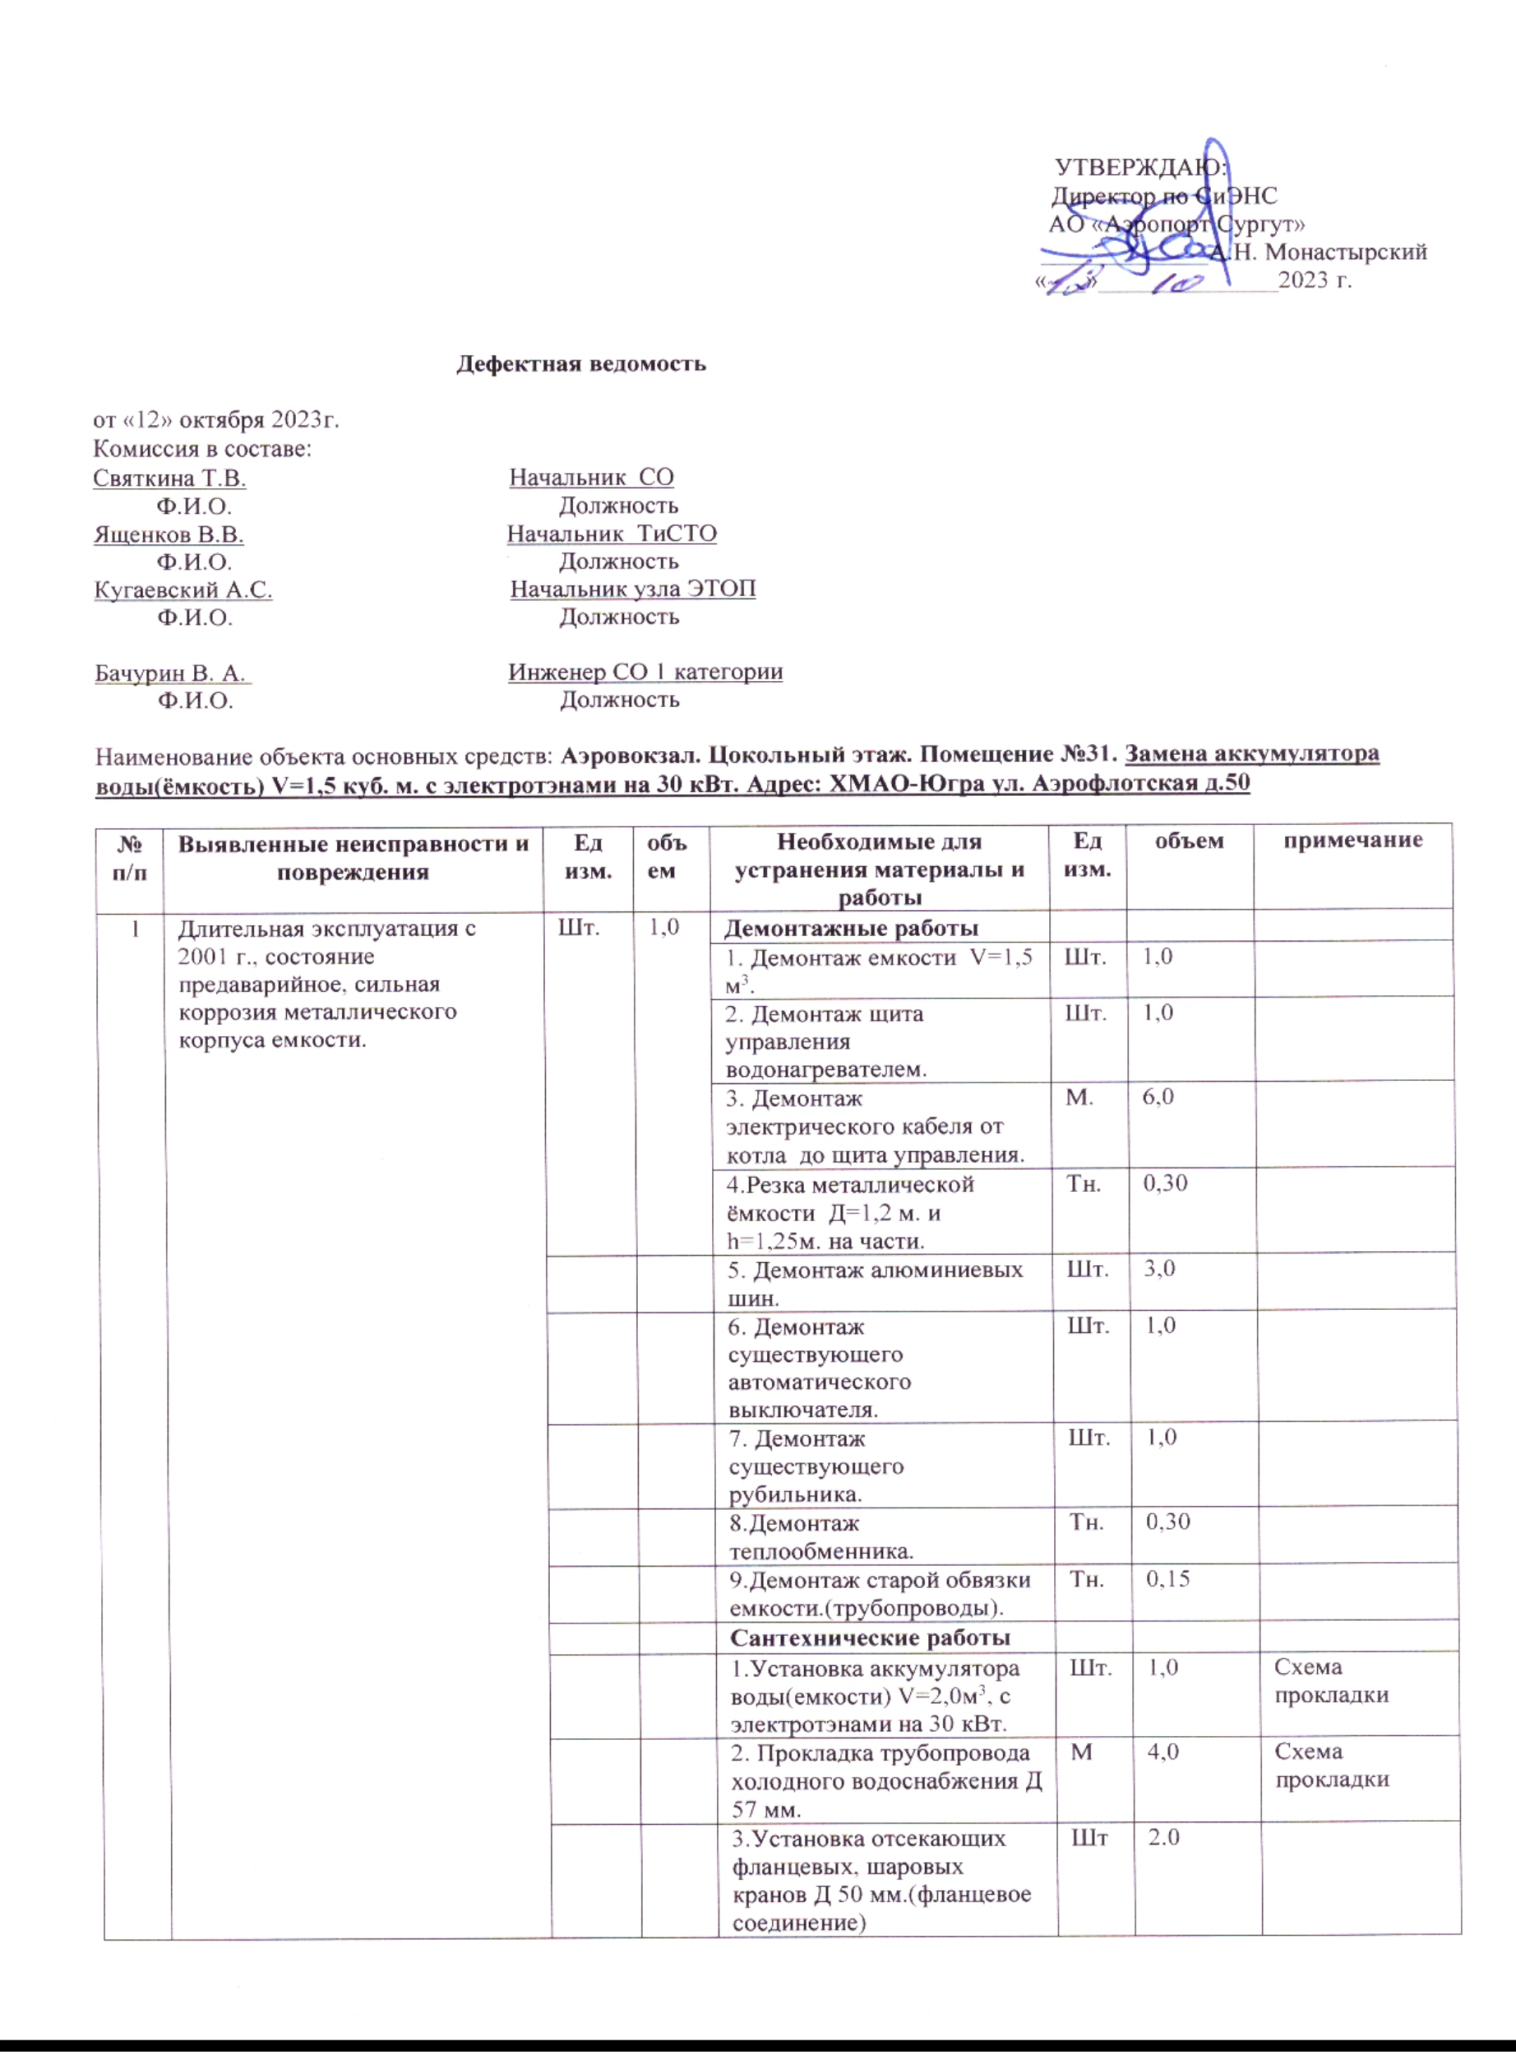 УТВЕРЖДАЮ:
Директор по СиЭНС
АО «Аэропорт Сургут»
А.Н. Монастырский
«13» 10 2023 г.
Дефектная ведомость
от «12» октября 2023г.
Комиссия в составе:
Святкина Т.В. Начальник СО
Ф.И.О. Должность
Ященков В.В. Начальник ТиСТО
Ф.И.О. Должность
Кугаевский А.С. Начальник узла ЭТОП
Ф.И.О. Должность
Бачурин В. А. Инженер СО 1 категории
Ф.И.О. Должность
Наименование объекта основных средств: Аэровокзал. Цокольный этаж. Помещение №31. Замена аккумулятора
воды(ёмкость) V=1,5 куб. м. с электротэнами на 30 кВт. Адрес: ХМАО-Югра ул. Аэрофлотская д.50
№ п/п Выявленные неисправности и повреждения Ед изм. объ ем Необходимые для устранения материалы и работы Ед изм. объем примечание
1 Длительная эксплуатация с
2001 г., состояние
предаварийное, сильная
коррозия металлического
корпуса емкости.
Шт. 1,0
Демонтажные работы
1. Демонтаж емкости V=1,5 Шт. 1,0
м³.
2. Демонтаж щита Шт. 1,0
управления
водонагревателем.
3. Демонтаж М. 6,0
электрического кабеля от
котла до щита управления.
4.Резка металлической Тн. 0,30
ёмкости Д=1,2 м. и
h=1,25м. на части.
5. Демонтаж алюминиевых Шт. 3,0
шин.
6. Демонтаж Шт. 1,0
существующего
автоматического
выключателя.
7. Демонтаж Шт. 1,0
существующего
рубильника.
8.Демонтаж Тн. 0,30
теплообменника.
9.Демонтаж старой обвязки Тн. 0,15
емкости.(трубопроводы).
Сантехнические работы
1.Установка аккумулятора Шт. 1,0 Схема
воды(емкости) V=2,0м³, с прокладки
электротэнами на 30 кВт.
2. Прокладка трубопровода М 4,0 Схема
холодного водоснабжения Д прокладки
57 мм.
3.Установка отсекающих Шт 2.0
фланцевых, шаровых
кранов Д 50 мм.(фланцевое
соединение)